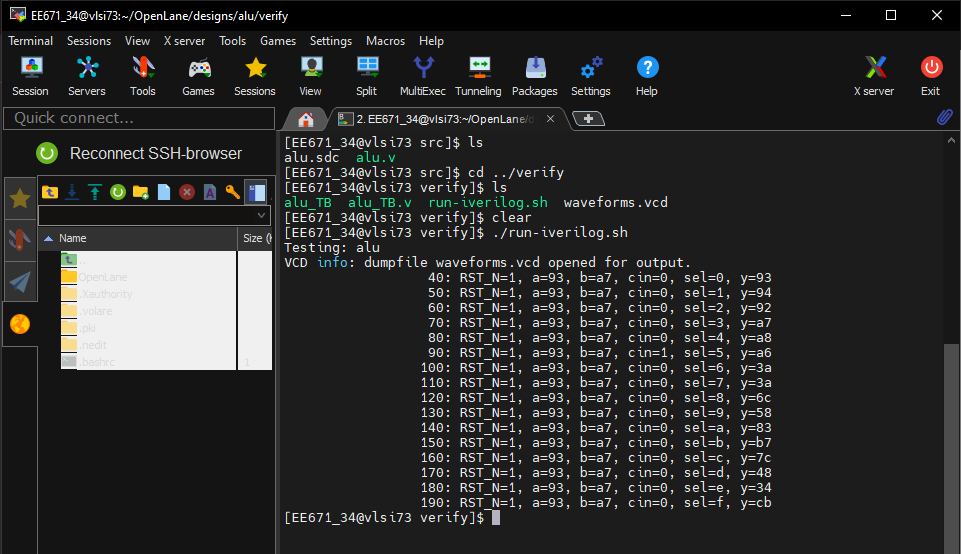 EE671_34@vlsi73:~/OpenLane/designs/alu/verify
Terminal Sessions View X server Tools Games Settings Macros Help
Session Servers Tools Games Sessions View Split MultiExec Tunneling Packages Settings Help X server Exit
Quick connect...
2. EE671_34@vlsi73:~/OpenLane/d
Reconnect SSH-browser
Name Size (K
..
OpenLane
.Xauthority
.volare
.pki
.nedit
.bashrc 1
[EE671_34@vlsi73 src]$ ls
alu.sdc alu.v
[EE671_34@vlsi73 src]$ cd ../verify
[EE671_34@vlsi73 verify]$ ls
alu_TB alu_TB.v run-iverilog.sh waveforms.vcd
[EE671_34@vlsi73 verify]$ clear
[EE671_34@vlsi73 verify]$ ./run-iverilog.sh
Testing: alu
VCD info: dumpfile waveforms.vcd opened for output.
40: RST_N=1, a=93, b=a7, cin=0, sel=0, y=93
50: RST_N=1, a=93, b=a7, cin=0, sel=1, y=94
60: RST_N=1, a=93, b=a7, cin=0, sel=2, y=92
70: RST_N=1, a=93, b=a7, cin=0, sel=3, y=a7
80: RST_N=1, a=93, b=a7, cin=0, sel=4, y=a8
90: RST_N=1, a=93, b=a7, cin=1, sel=5, y=a6
100: RST_N=1, a=93, b=a7, cin=0, sel=6, y=3a
110: RST_N=1, a=93, b=a7, cin=0, sel=7, y=3a
120: RST_N=1, a=93, b=a7, cin=0, sel=8, y=6c
130: RST_N=1, a=93, b=a7, cin=0, sel=9, y=58
140: RST_N=1, a=93, b=a7, cin=0, sel=a, y=83
150: RST_N=1, a=93, b=a7, cin=0, sel=b, y=b7
160: RST_N=1, a=93, b=a7, cin=0, sel=c, y=7c
170: RST_N=1, a=93, b=a7, cin=0, sel=d, y=48
180: RST_N=1, a=93, b=a7, cin=0, sel=e, y=34
190: RST_N=1, a=93, b=a7, cin=0, sel=f, y=cb
[EE671_34@vlsi73 verify]$